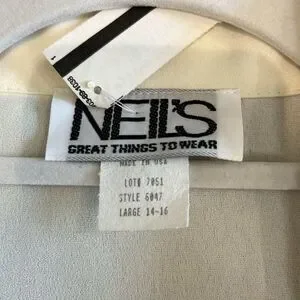 NEIL'S
GREAT THINGS TO WEAR
MADE IN USA
LOT# 7051
STYLE 6047
LARGE 14-16